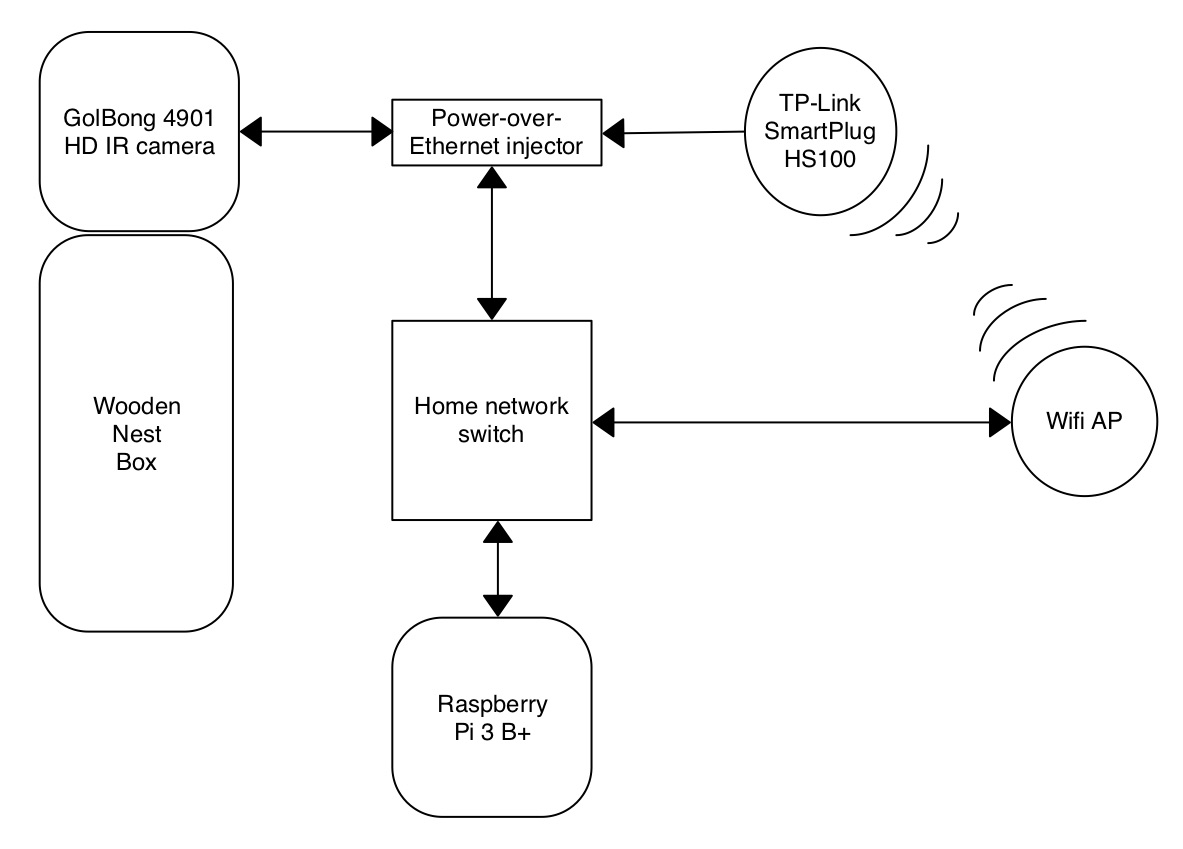 GolBong 4901
HD IR camera
Power-over-
Ethernet injector
TP-Link
SmartPlug
HS100
Wooden
Nest
Box
Home network
switch
Wifi AP
Raspberry
Pi 3 B+